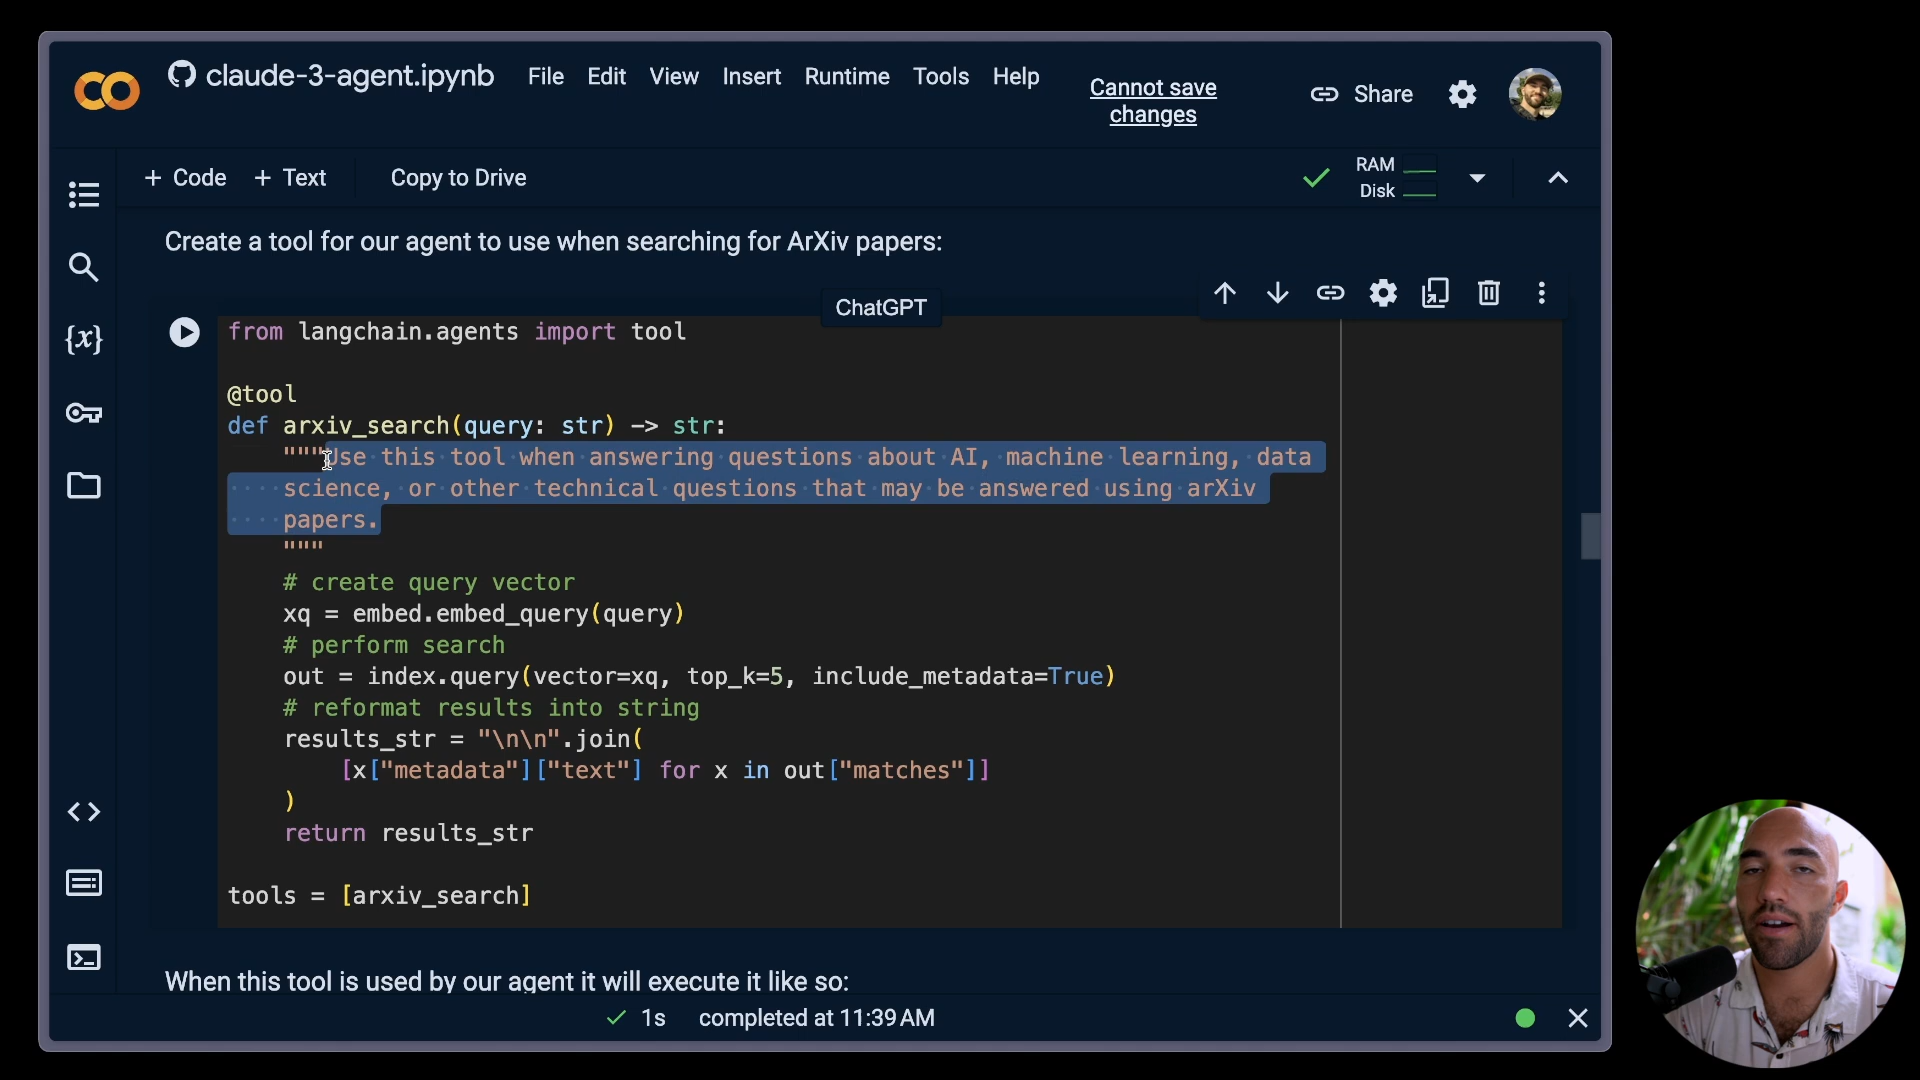 claude-3-agent.ipynb File Edit View Insert Runtime Tools Help
Cannot save
changes
Share
+ Code + Text Copy to Drive
RAM
Disk
Create a tool for our agent to use when searching for ArXiv papers:
ChatGPT
from langchain.agents import tool
@tool
def arxiv_search(query: str) -> str:
"""Use this tool when answering questions about AI, machine learning, data
science, or other technical questions that may be answered using arXiv
papers.
"""
# create query vector
xq = embed.embed_query(query)
# perform search
out = index.query(vector=xq, top_k=5, include_metadata=True)
# reformat results into string
results_str = "\n\n".join(
[x["metadata"]["text"] for x in out["matches"]]
)
return results_str
tools = [arxiv_search]
When this tool is used by our agent it will execute it like so:
1s completed at 11:39 AM